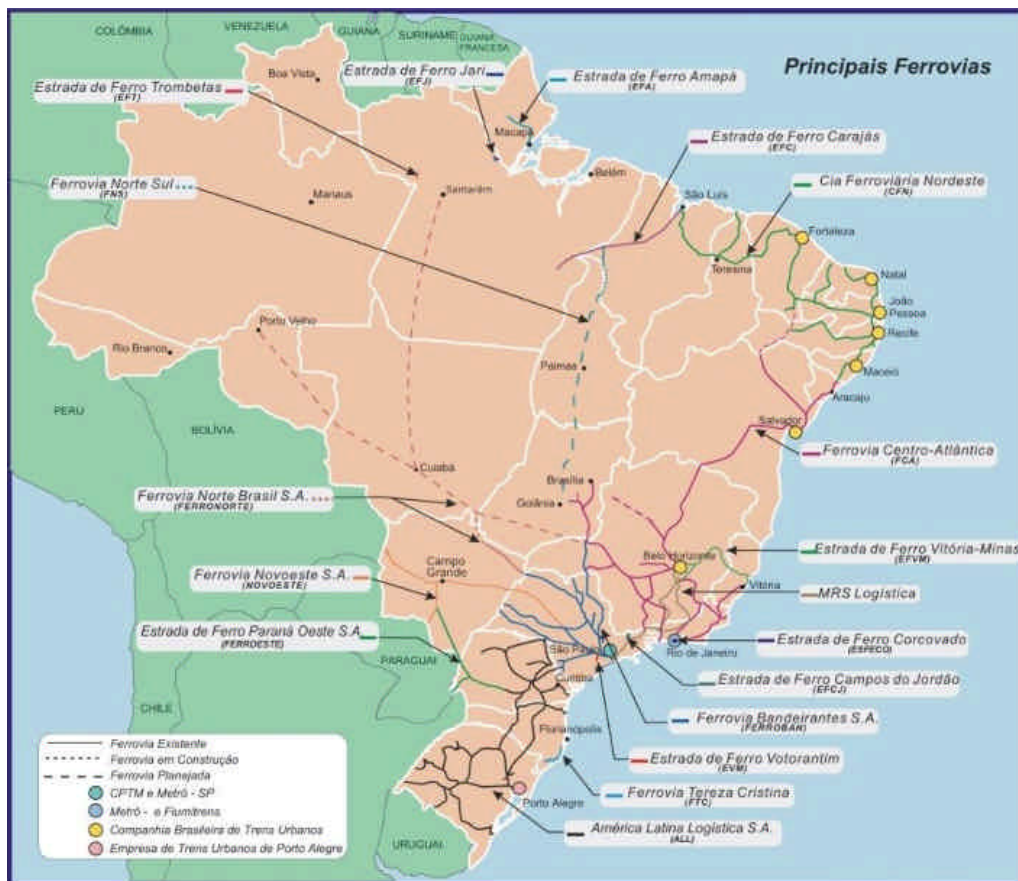 COLÔMBIA
VENEZUELA
GUIANA
SURINAME
GUIANA
FRANCESA
Principais Ferrovias
Boa Vista
Estrada de Ferro Jari
(EFJ)
Estrada de Ferro Amapá
(EFA)
Estrada de Ferro Trombetas
(EFT)
Macapá
Estrada de Ferro Carajás
(EFC)
Ferrovia Norte Sul
(FNS)
Manaus
Santarém
Belém
São Luis
Cia Ferroviária Nordeste
(CFN)
Fortaleza
Teresina
Natal
João
Pessoa
Porto Velho
Recife
Rio Branco
Palmas
Maceió
Aracaju
PERU
BOLÍVIA
Salvador
Ferrovia Centro-Atlântica
(FCA)
Cuiabá
Brasília
Ferrovia Norte Brasil S.A.
(FERRONORTE)
Goiânia
Belo Horizonte
Estrada de Ferro Vitória-Minas
(EFVM)
Campo
Grande
Ferrovia Novoeste S.A.
(NOVOESTE)
Vitória
MRS Logística
Estrada de Ferro Paraná Oeste S.A
(FERROESTE)
PARAGUAI
São Paulo
Rio de Janeiro
Estrada de Ferro Corcovado
(ESFECO)
Curitiba
Estrada de Ferro Campos do Jordão
(EFCJ)
CHILE
Ferrovia Bandeirantes S.A.
(FERROBAN)
Florianópolis
Estrada de Ferro Votorantim
(EVM)
Ferrovia Tereza Cristina
(FTC)
Porto Alegre
América Latina Logística S.A.
(ALL)
URUGUAI
Ferrovia Existente
Ferrovia em Construção
Ferrovia Planejada
CPTM e Metrô - SP
Metrô - e Flumitrens
Companhia Brasileira de Trens Urbanos
Empresa de Trens Urbanos de Porto Alegre